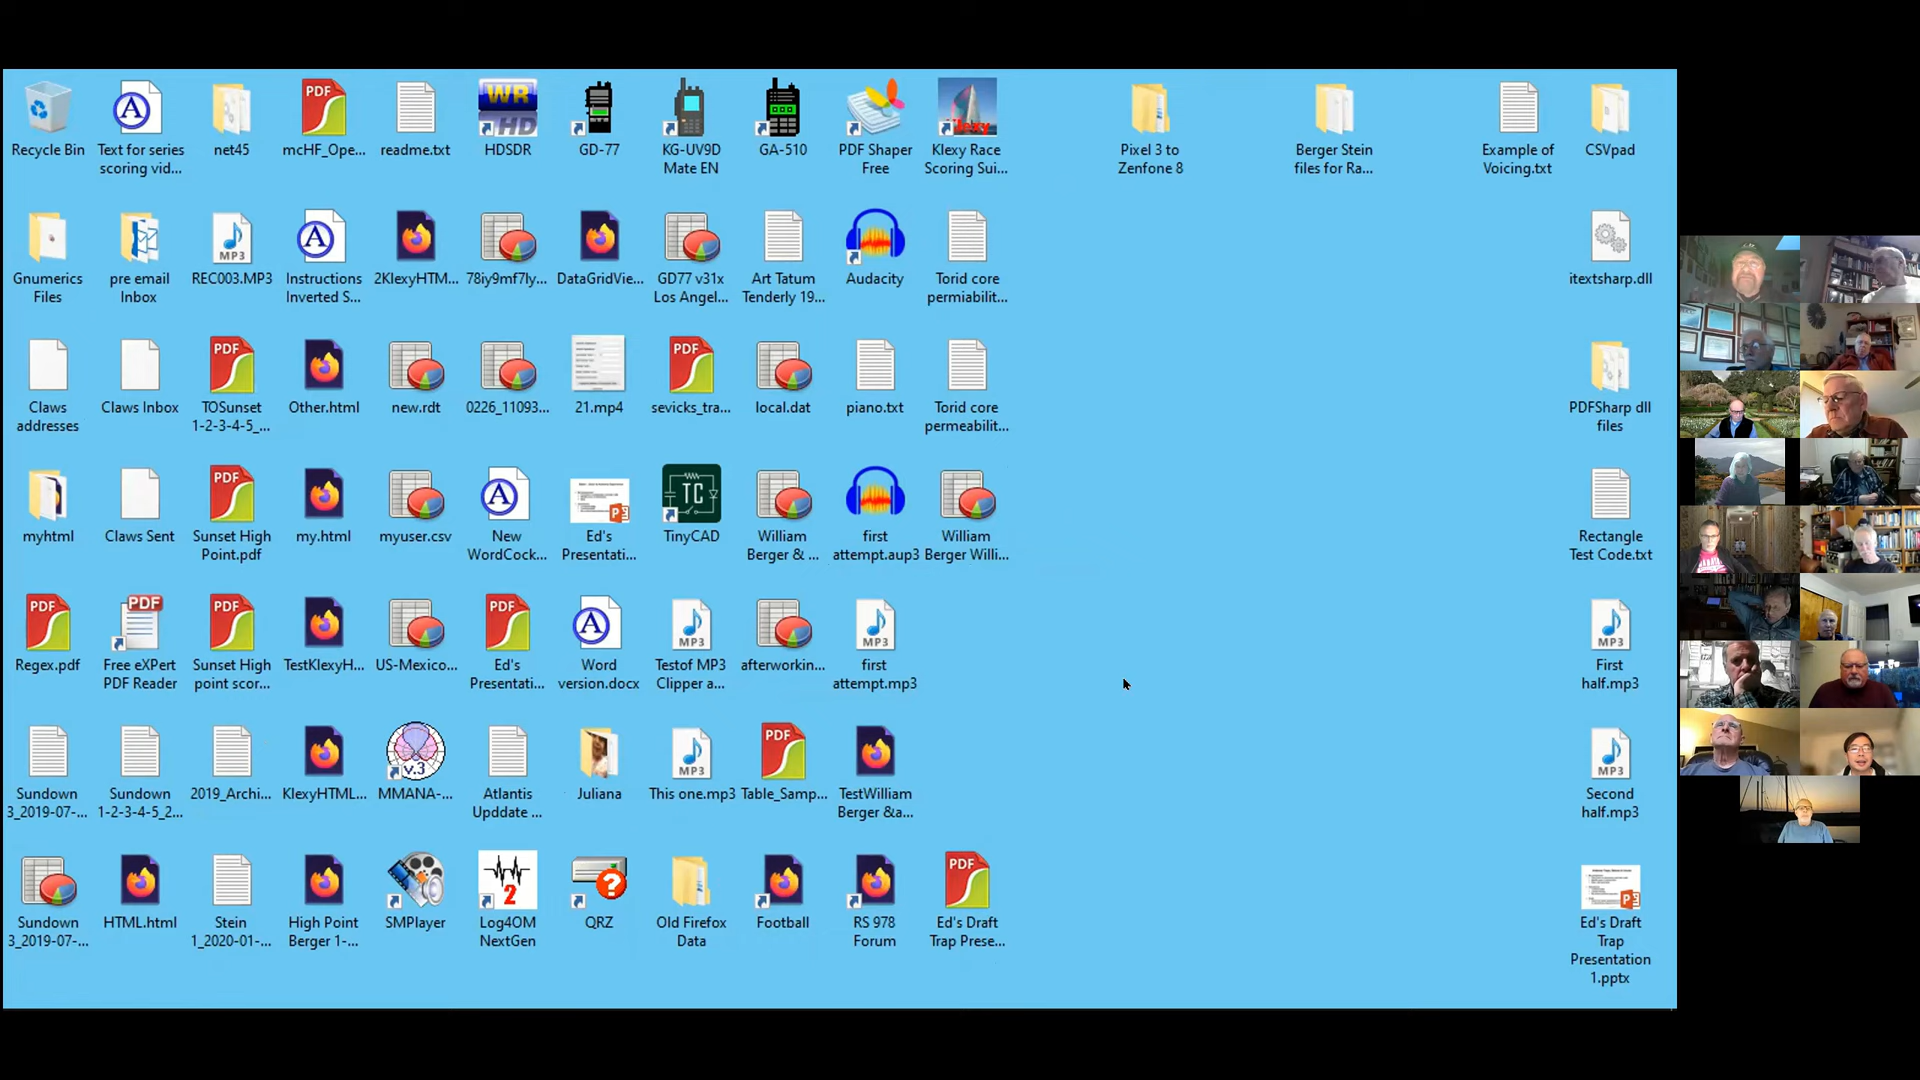 Recycle Bin
Text for series
scoring vid...
net45
mcHF_Ope...
readme.txt
HDSDR
GD-77
KG-UV9D
Mate EN
GA-510
PDF Shaper
Free
Klexy Race
Scoring Sui...
Pixel 3 to
Zenfone 8
Berger Stein
files for Ra...
Example of
Voicing.txt
CSVpad
Gnumerics
Files
pre email
Inbox
REC003.MP3
Instructions
Inverted S...
2KlexyHTM...
78iy9mf7ly...
DataGridVie...
GD77 v31x
Los Angel...
Art Tatum
Tenderly 19...
Audacity
Torid core
permiabilit...
itextsharp.dll
Claws
addresses
Claws Inbox
TOSunset
1-2-3-4-5_...
Other.html
new.rdt
0226_11093...
21.mp4
sevicks_tra...
local.dat
piano.txt
Torid core
permeabilit...
PDFSharp dll
files
myhtml
Claws Sent
Sunset High
Point.pdf
my.html
myuser.csv
New
WordCock...
Ed's
Presentati...
TinyCAD
William
Berger & ...
first
attempt.aup3
William
Berger Willi...
Rectangle
Test Code.txt
Regex.pdf
Free eXPert
PDF Reader
Sunset High
point scor...
TestKlexyH...
US-Mexico...
Ed's
Presentati...
Word
version.docx
Testof MP3
Clipper a...
afterworkin...
first
attempt.mp3
First
half.mp3
Sundown
3_2019-07-...
Sundown
1-2-3-4-5_2...
2019_Archi...
KlexyHTML...
MMANA-...
Atlantis
Upddate ...
Juliana
This one.mp3
Table_Samp...
TestWilliam
Berger &a...
Second
half.mp3
Sundown
3_2019-07-...
HTML.html
Stein
1_2020-01-...
High Point
Berger 1-...
SMPlayer
Log4OM
NextGen
QRZ
Old Firefox
Data
Football
RS 978
Forum
Ed's Draft
Trap Prese...
Ed's Draft
Trap
Presentation
1.pptx